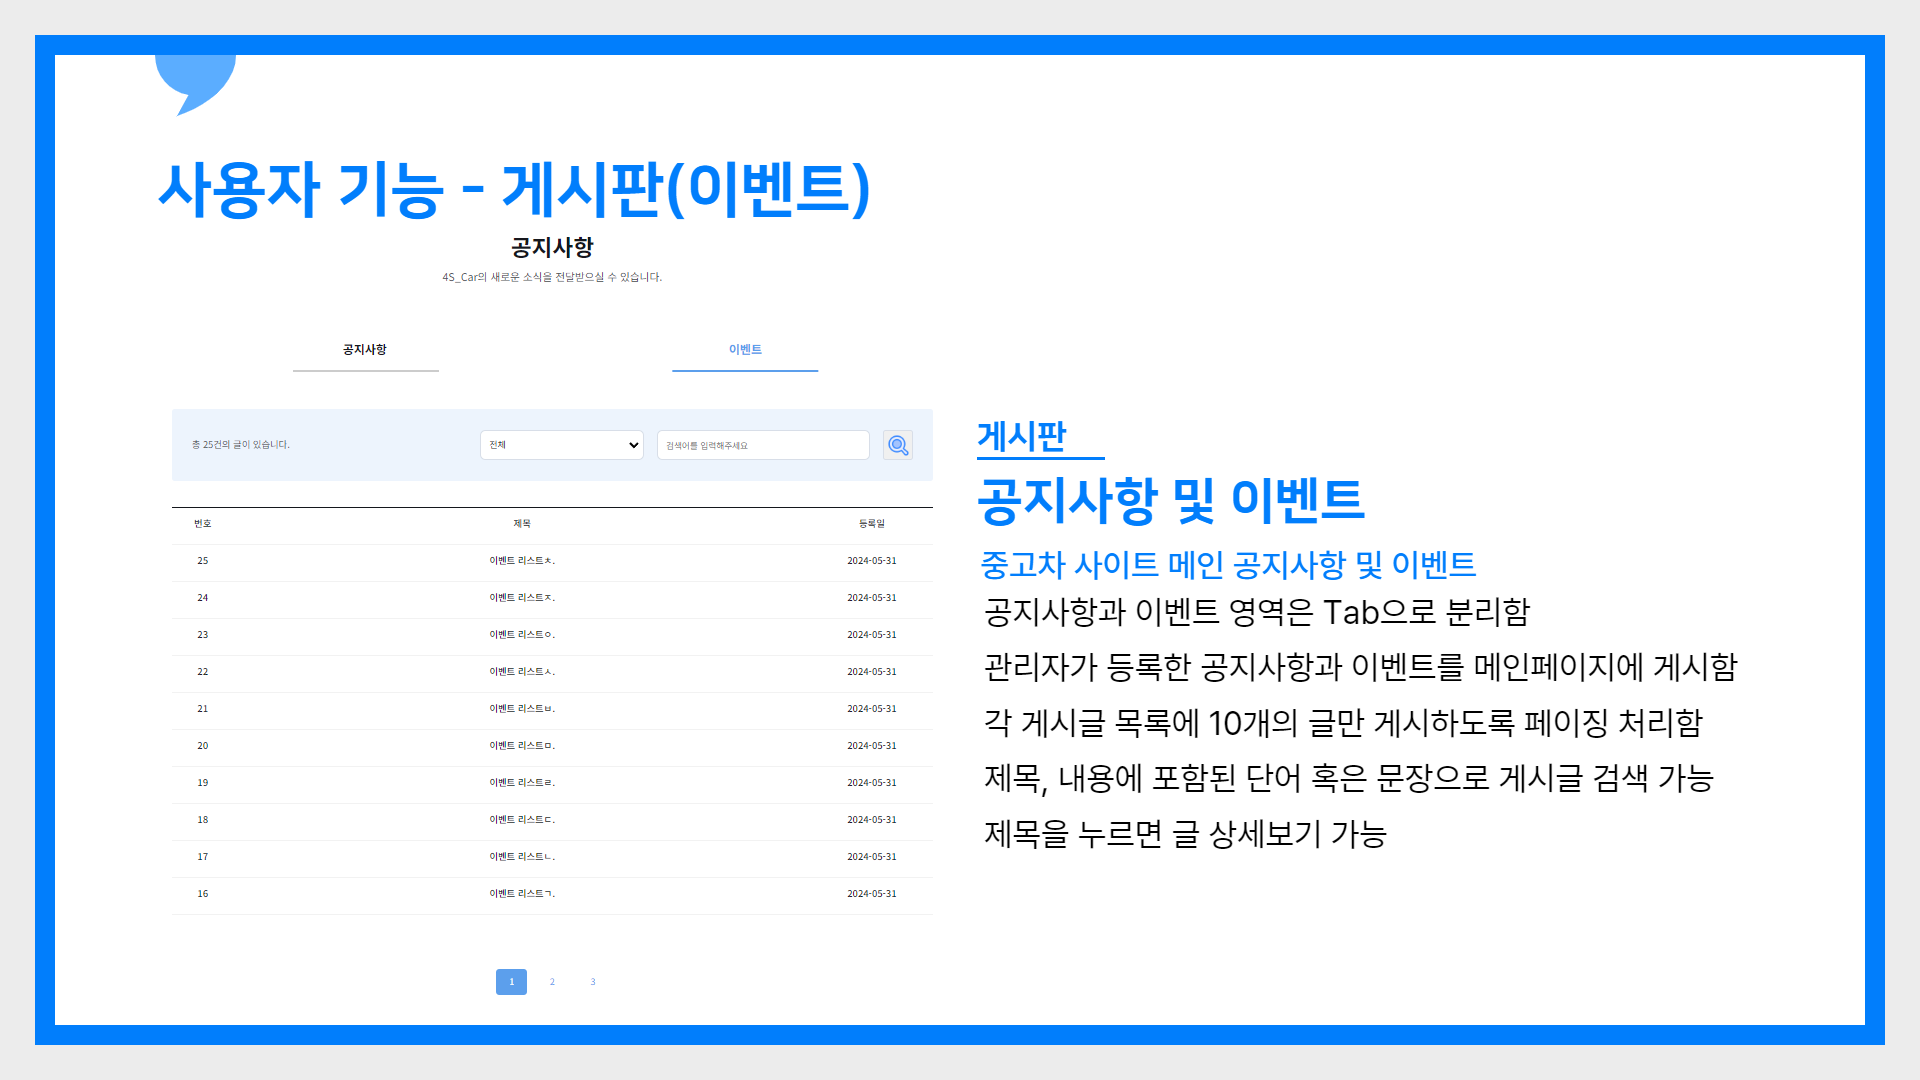 사용자 기능 - 게시판(이벤트)
공지사항
4S_Car의 새로운 소식을 전달받으실 수 있습니다.
공지사항 이벤트
총 25건의 글이 있습니다. 전체 검색어를 입력해주세요
번호 제목 등록일
25 이벤트 리스트ㅊ. 2024-05-31
24 이벤트 리스트ㅈ. 2024-05-31
23 이벤트 리스트ㅇ. 2024-05-31
22 이벤트 리스트ㅅ. 2024-05-31
21 이벤트 리스트ㅂ. 2024-05-31
20 이벤트 리스트ㅁ. 2024-05-31
19 이벤트 리스트ㄹ. 2024-05-31
18 이벤트 리스트ㄷ. 2024-05-31
17 이벤트 리스트ㄴ. 2024-05-31
16 이벤트 리스트ㄱ. 2024-05-31
1 2 3
게시판
공지사항 및 이벤트
중고차 사이트 메인 공지사항 및 이벤트
공지사항과 이벤트 영역은 Tab으로 분리함
관리자가 등록한 공지사항과 이벤트를 메인페이지에 게시함
각 게시글 목록에 10개의 글만 게시하도록 페이징 처리함
제목, 내용에 포함된 단어 혹은 문장으로 게시글 검색 가능
제목을 누르면 글 상세보기 가능